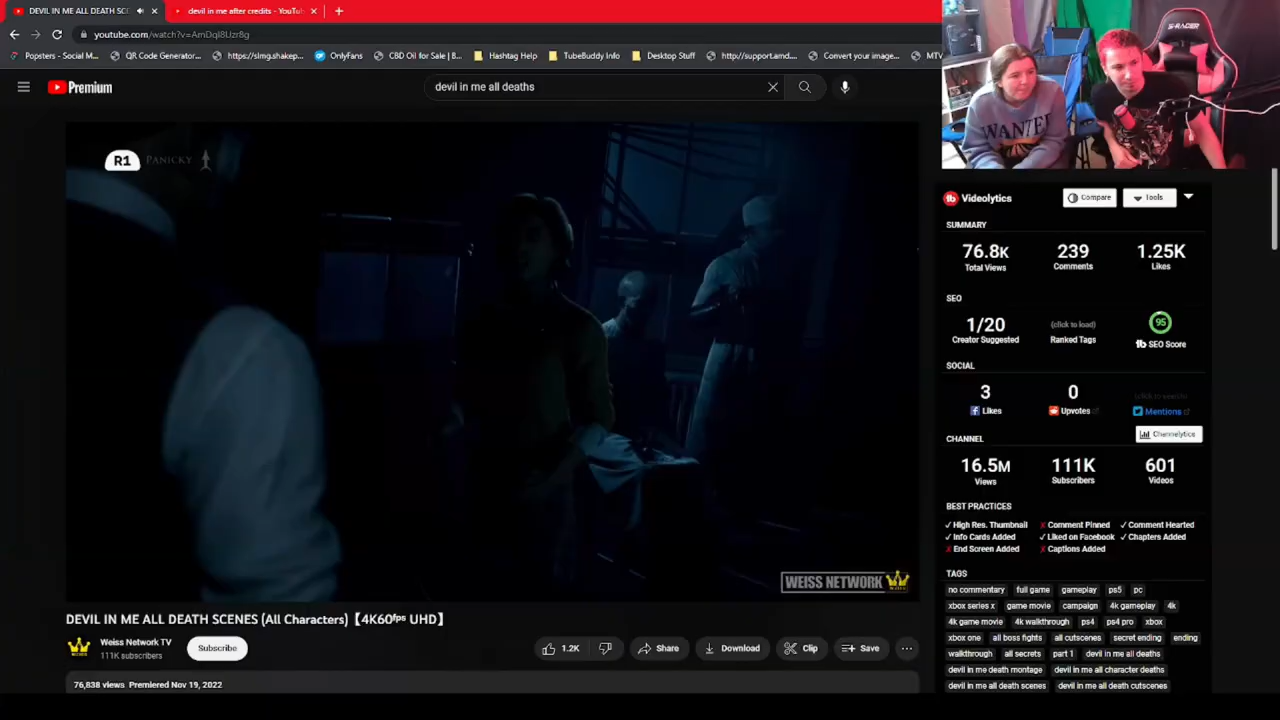 DEVIL IN ME ALL DEATH SCE
devil in me after credits - YouTu
youtube.com/watch?v=AmDqI8Uzr8g
Popsters - Social M...
QR Code Generator...
https://slmg.shakep...
OnlyFans
CBD Oil for Sale | B...
Hashtag Help
TubeBuddy Info
Desktop Stuff
http://support.amd...
Convert your image...
MTV
Premium
devil in me all deaths
S-RACER
WANTED
R1 PANICKY
WEISS NETWORK
DEVIL IN ME ALL DEATH SCENES (All Characters)【4K60fps UHD】
Weiss Network TV
111K subscribers
Subscribe
1.2K
Share
Download
Clip
Save
76,838 views Premiered Nov 19, 2022
tb Videolytics
Compare
Tools
SUMMARY
76.8K 239 1.25K
Total Views Comments Likes
SEO
1/20 (click to load) 95
Creator Suggested Ranked Tags tb SEO Score
SOCIAL
3 0 (click to search)
Likes Upvotes Mentions
Channelytics
CHANNEL
16.5M 111K 601
Views Subscribers Videos
BEST PRACTICES
✓ High Res. Thumbnail ✗ Comment Pinned ✓ Comment Hearted
✓ Info Cards Added ✓ Liked on Facebook ✓ Chapters Added
✗ End Screen Added ✗ Captions Added
TAGS
no commentary full game gameplay ps5 pc
xbox series x game movie campaign 4k gameplay 4k
4k game movie 4k walkthrough ps4 ps4 pro xbox
xbox one all boss fights all cutscenes secret ending ending
walkthrough all secrets part 1 devil in me all deaths
devil in me death montage devil in me all character deaths
devil in me all death scenes devil in me all death cutscenes